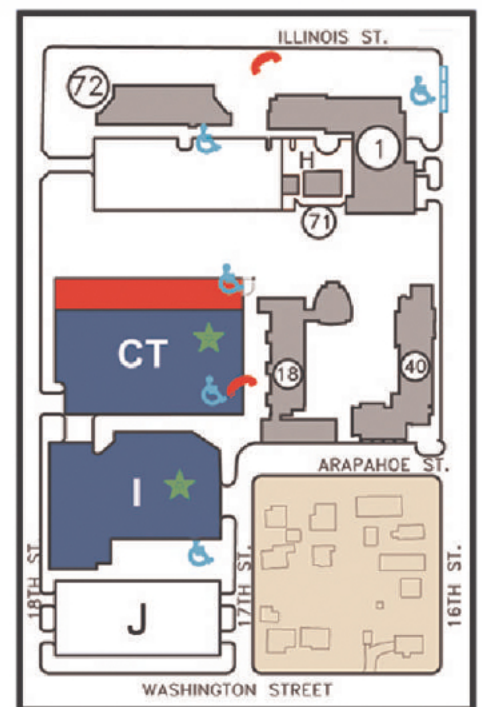 ILLINOIS ST.
72
1
H
71
CT
18
40
ARAPAHOE ST.
I
18TH ST.
17TH ST.
16TH ST.
J
WASHINGTON STREET